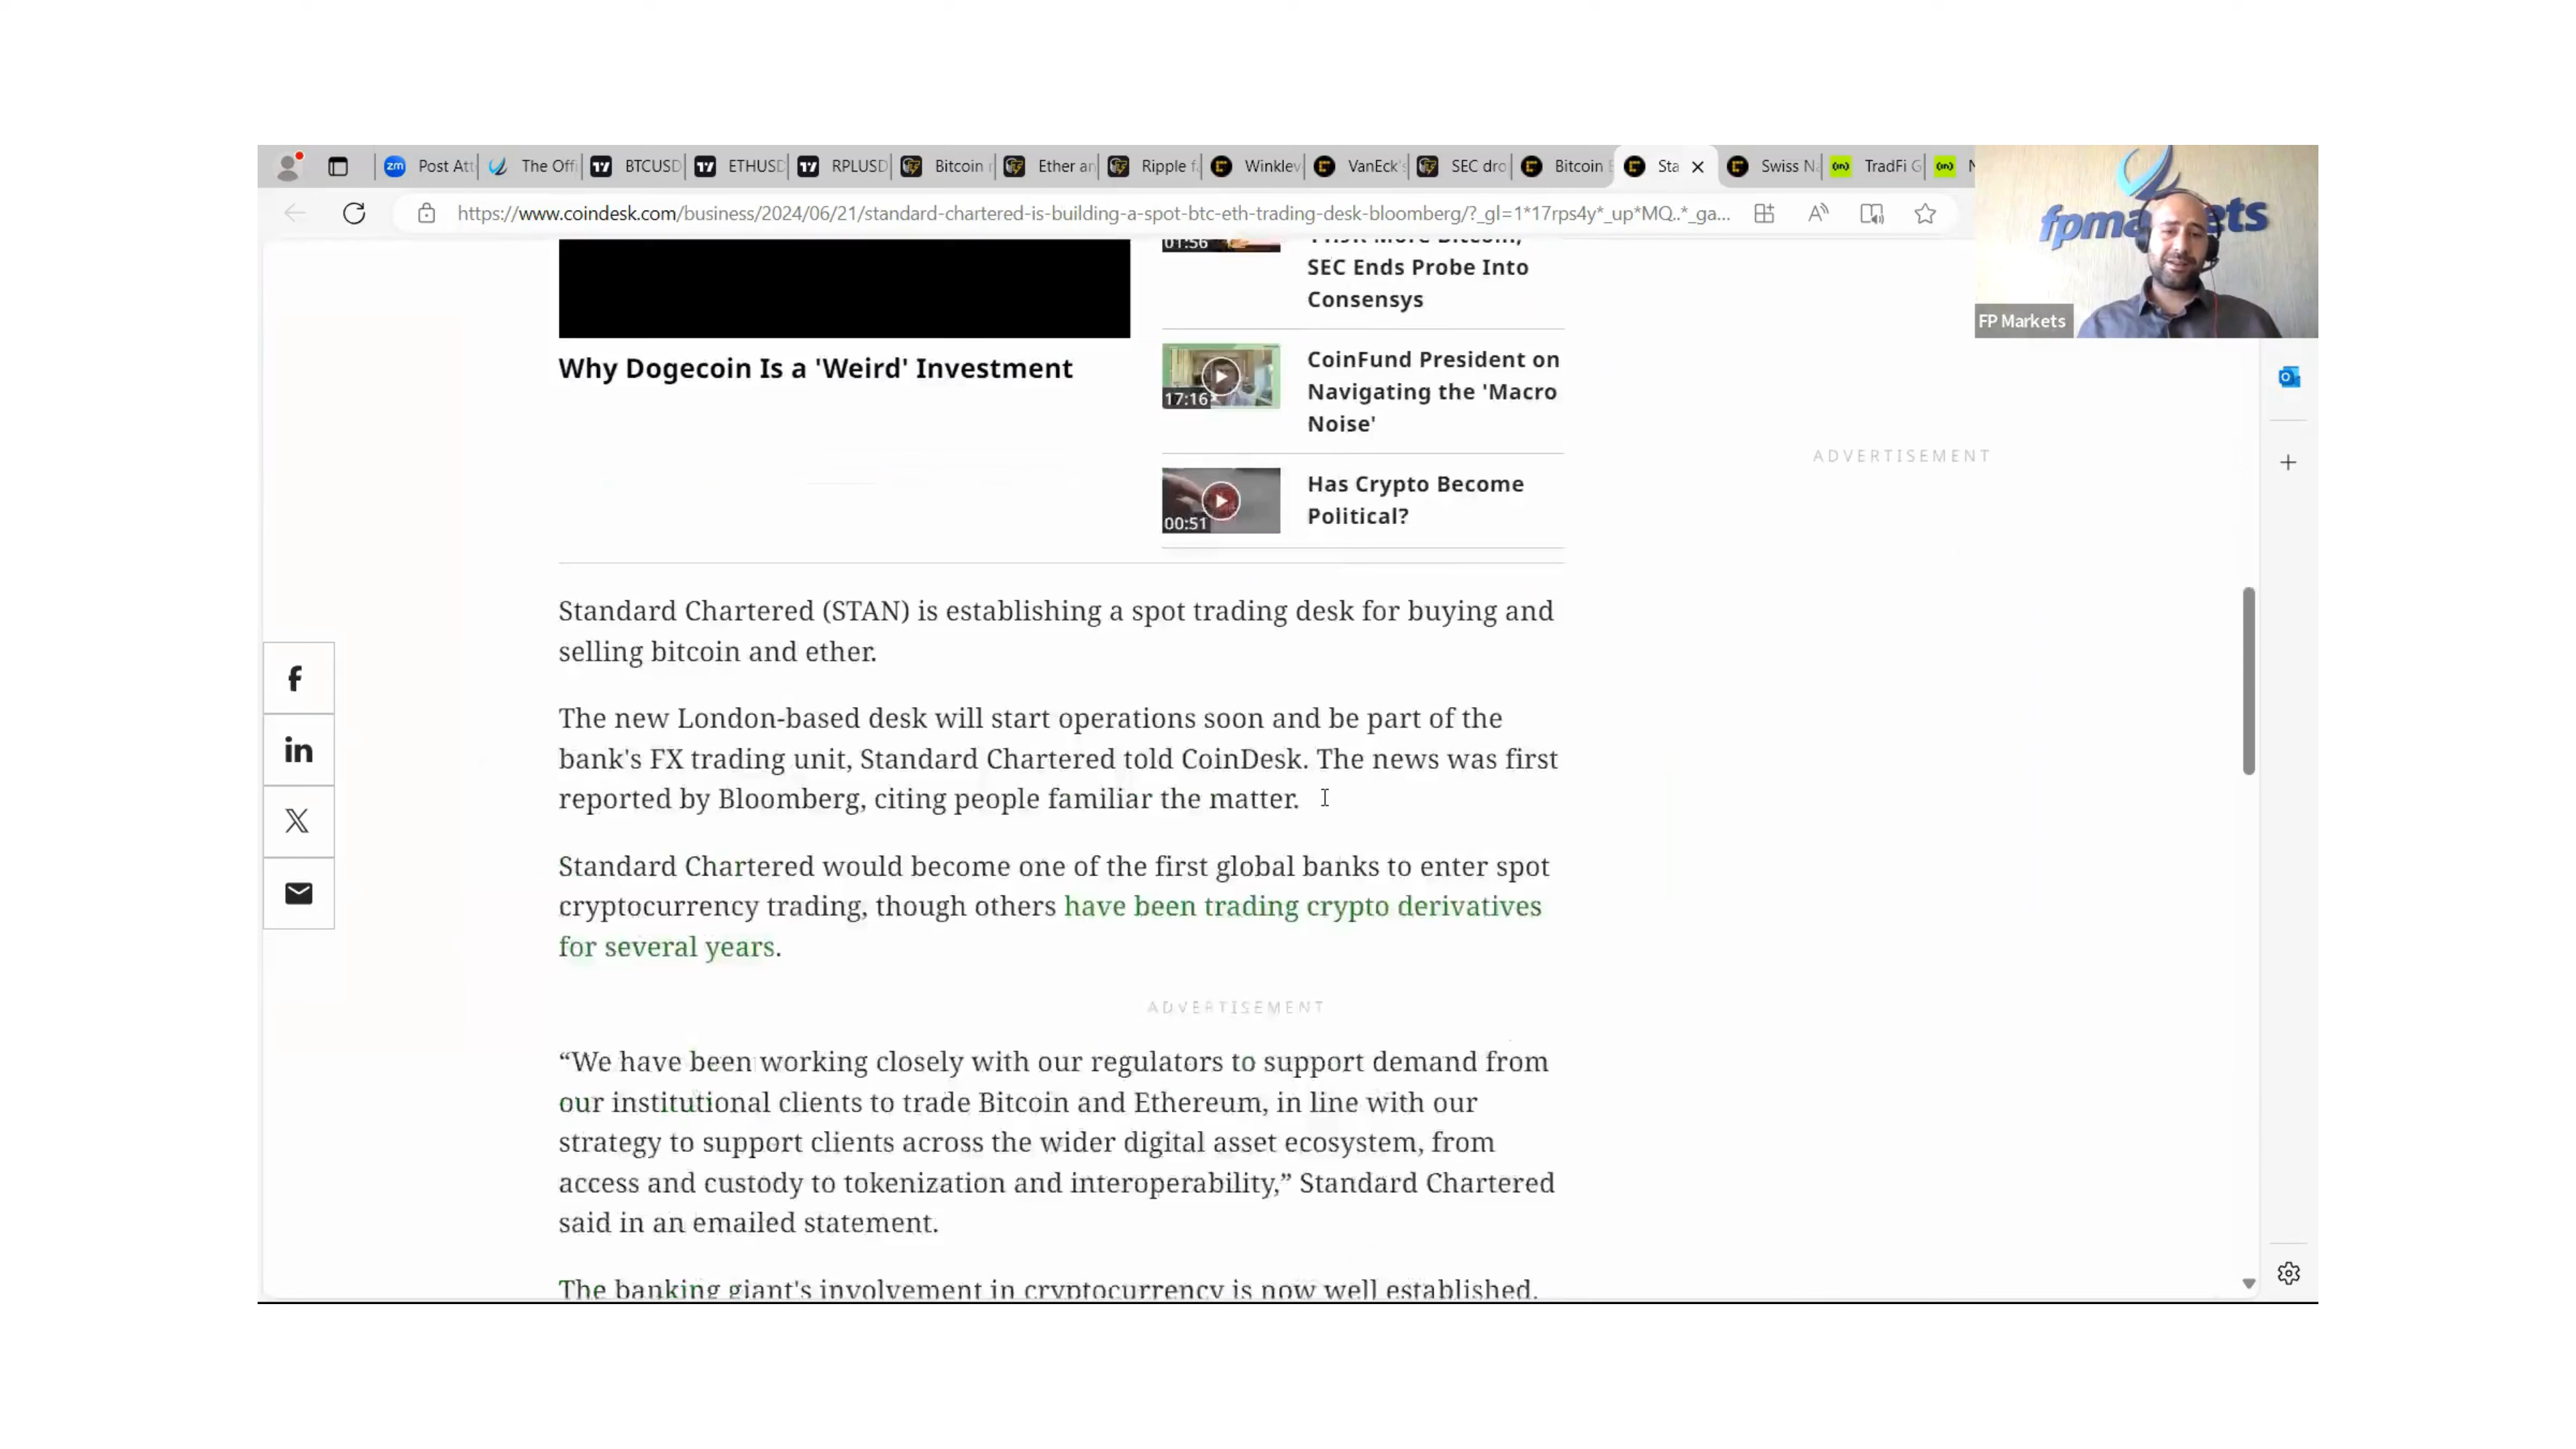 Post Att
The Offi
BTCUSD
ETHUSD
RPLUSD
Bitcoin
Ether an
Ripple f
Winklev
VanEck's
SEC dro
Bitcoin
Sta
Swiss Na
TradFi G
https://www.coindesk.com/business/2024/06/21/standard-chartered-is-building-a-spot-btc-eth-trading-desk-bloomberg/?_gl=1*17rps4y*_up*MQ..*_ga...
fpmarkets
FP Markets
01:56
More Bitcoin,
SEC Ends Probe Into
Consensys
Why Dogecoin Is a 'Weird' Investment
17:16
CoinFund President on
Navigating the 'Macro
Noise'
00:51
Has Crypto Become
Political?
ADVERTISEMENT
Standard Chartered (STAN) is establishing a spot trading desk for buying and
selling bitcoin and ether.
The new London-based desk will start operations soon and be part of the
bank's FX trading unit, Standard Chartered told CoinDesk. The news was first
reported by Bloomberg, citing people familiar the matter.
Standard Chartered would become one of the first global banks to enter spot
cryptocurrency trading, though others have been trading crypto derivatives
for several years.
ADVERTISEMENT
“We have been working closely with our regulators to support demand from
our institutional clients to trade Bitcoin and Ethereum, in line with our
strategy to support clients across the wider digital asset ecosystem, from
access and custody to tokenization and interoperability,” Standard Chartered
said in an emailed statement.
The banking giant's involvement in cryptocurrency is now well established.